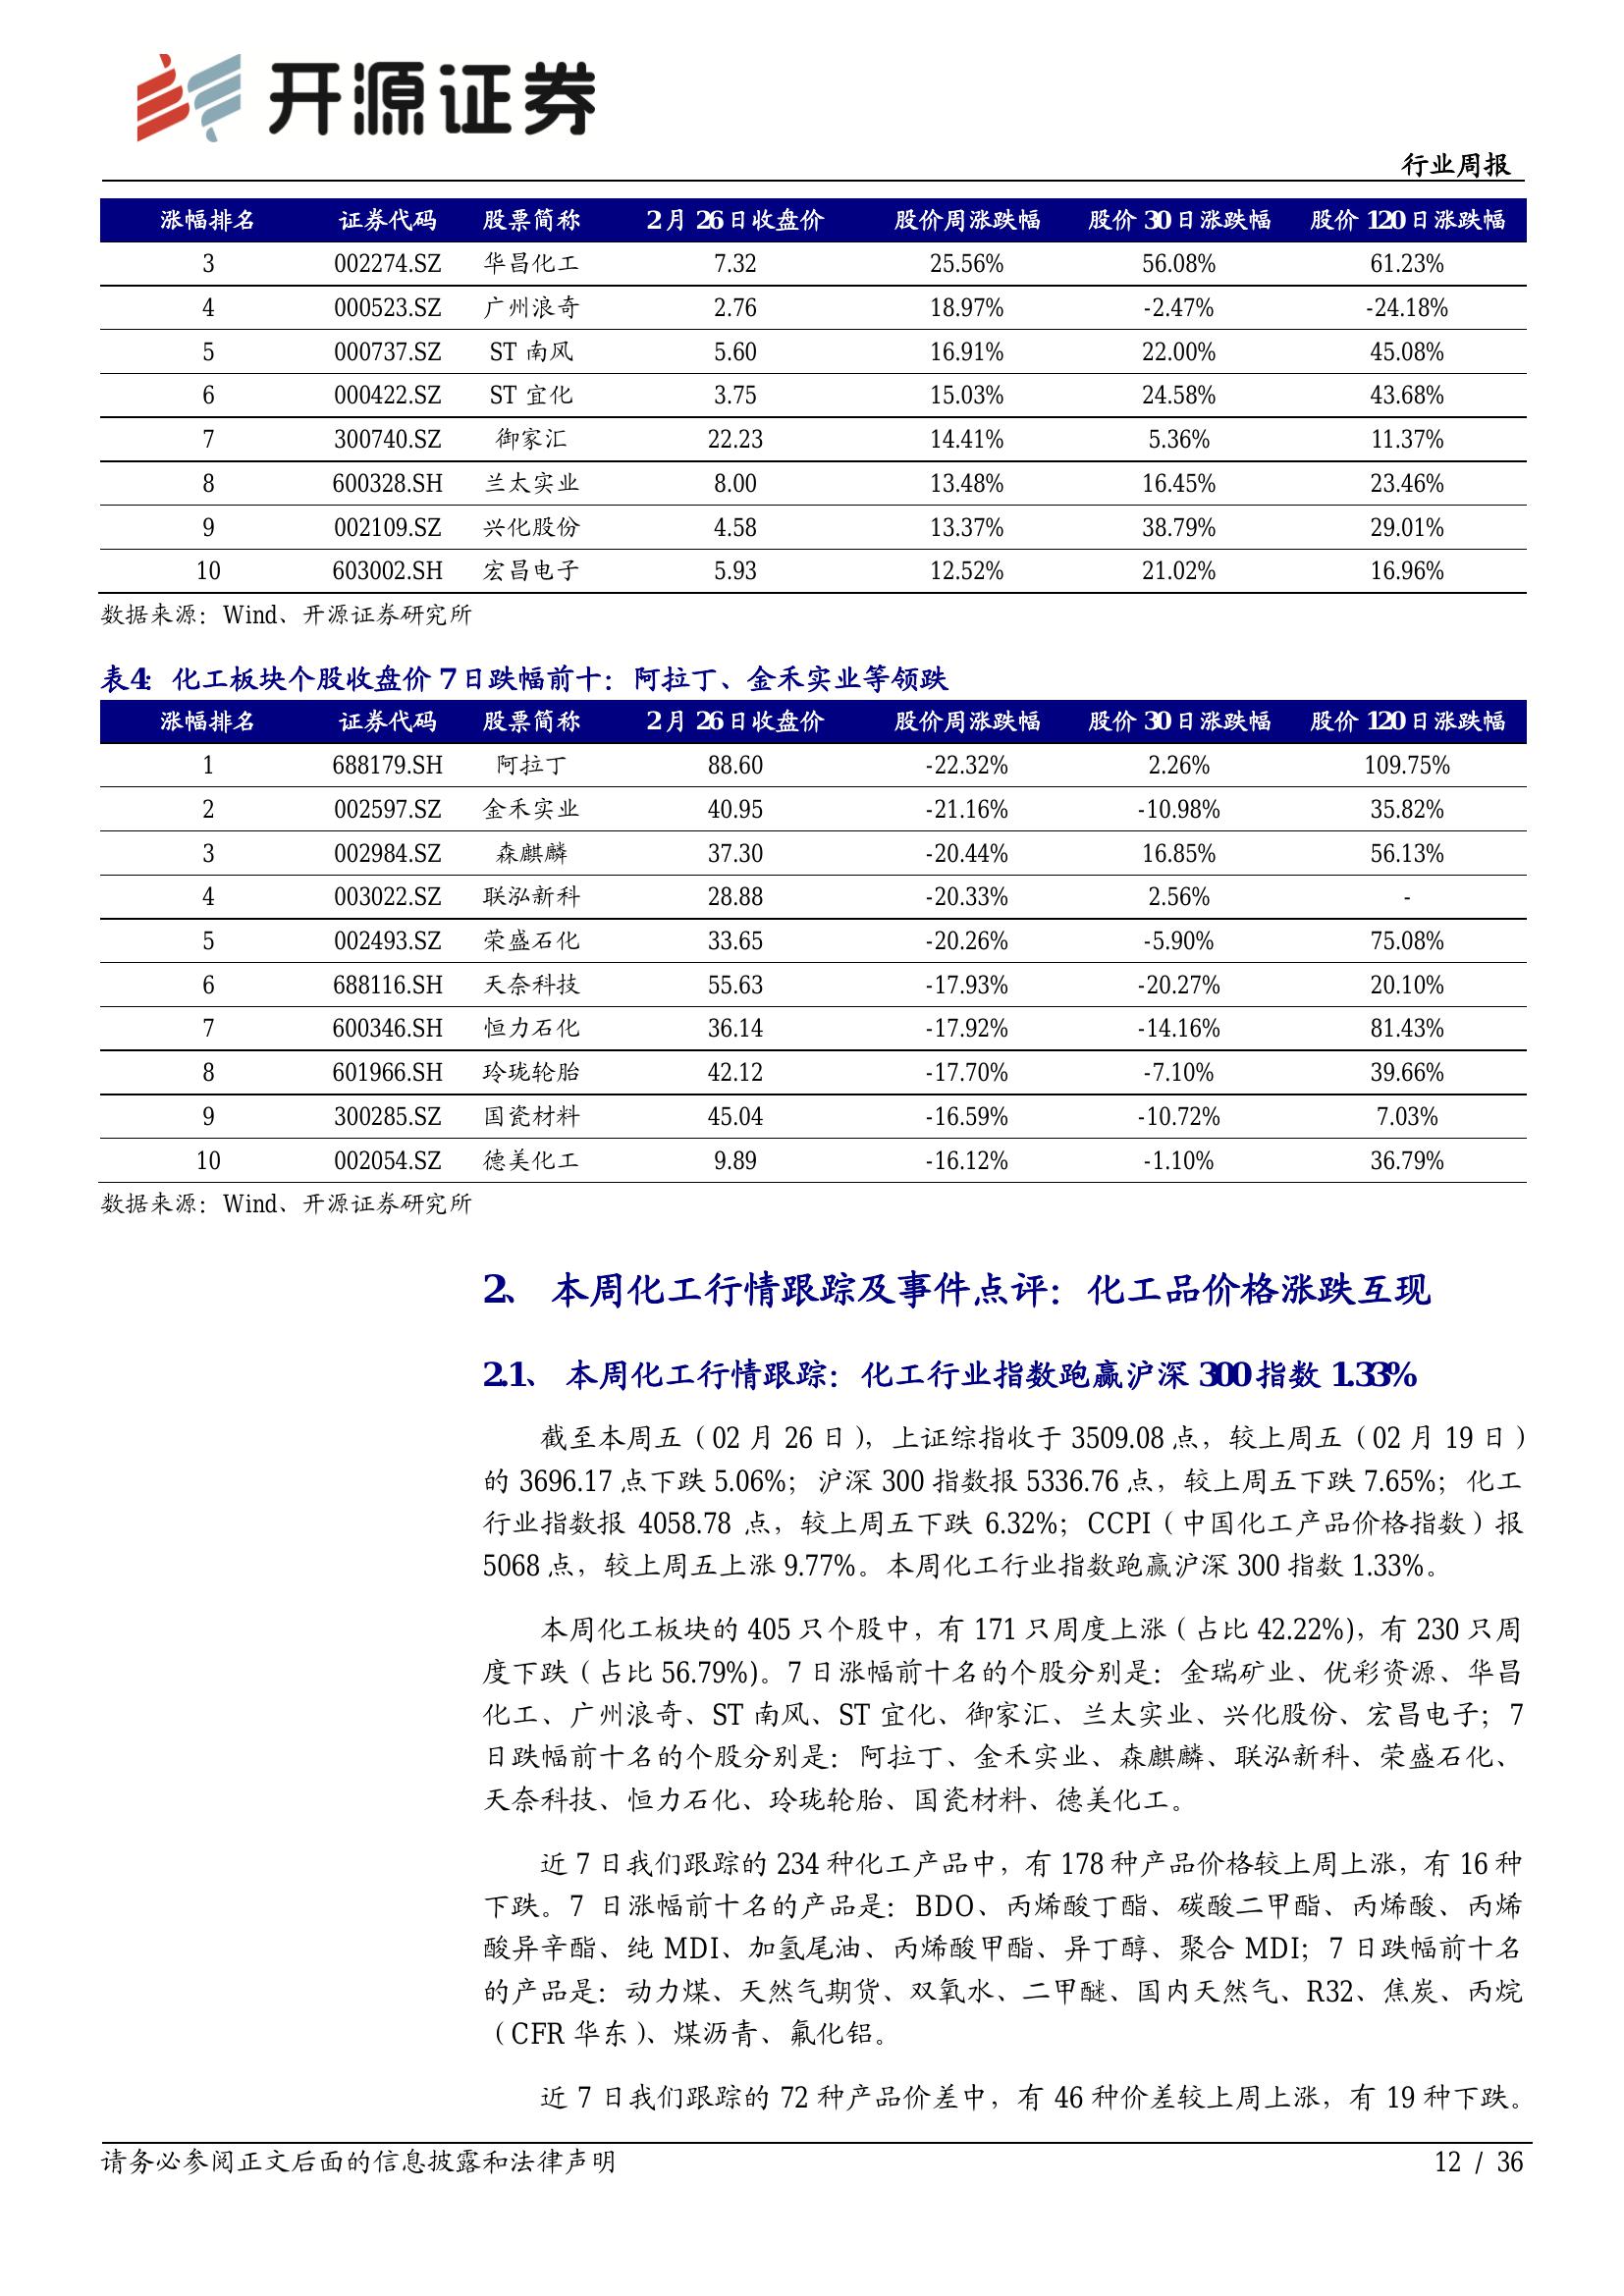 开源证券
行业周报
涨幅排名 证券代码 股票简称 2月26日收盘价 股价周涨跌幅 股价30日涨跌幅 股价120日涨跌幅
3 002274.SZ 华昌化工 7.32 25.56% 56.08% 61.23%
4 000523.SZ 广州浪奇 2.76 18.97% -2.47% -24.18%
5 000737.SZ ST南风 5.60 16.91% 22.00% 45.08%
6 000422.SZ ST宜化 3.75 15.03% 24.58% 43.68%
7 300740.SZ 御家汇 22.23 14.41% 5.36% 11.37%
8 600328.SH 兰太实业 8.00 13.48% 16.45% 23.46%
9 002109.SZ 兴化股份 4.58 13.37% 38.79% 29.01%
10 603002.SH 宏昌电子 5.93 12.52% 21.02% 16.96%
数据来源：Wind、开源证券研究所
表4：化工板块个股收盘价7日跌幅前十：阿拉丁、金禾实业等领跌
涨幅排名 证券代码 股票简称 2月26日收盘价 股价周涨跌幅 股价30日涨跌幅 股价120日涨跌幅
1 688179.SH 阿拉丁 88.60 -22.32% 2.26% 109.75%
2 002597.SZ 金禾实业 40.95 -21.16% -10.98% 35.82%
3 002984.SZ 森麒麟 37.30 -20.44% 16.85% 56.13%
4 003022.SZ 联泓新科 28.88 -20.33% 2.56% -
5 002493.SZ 荣盛石化 33.65 -20.26% -5.90% 75.08%
6 688116.SH 天奈科技 55.63 -17.93% -20.27% 20.10%
7 600346.SH 恒力石化 36.14 -17.92% -14.16% 81.43%
8 601966.SH 玲珑轮胎 42.12 -17.70% -7.10% 39.66%
9 300285.SZ 国瓷材料 45.04 -16.59% -10.72% 7.03%
10 002054.SZ 德美化工 9.89 -16.12% -1.10% 36.79%
数据来源：Wind、开源证券研究所
2、 本周化工行情跟踪及事件点评：化工品价格涨跌互现
2.1、 本周化工行情跟踪：化工行业指数跑赢沪深300指数1.33%
截至本周五（02月26日），上证综指收于3509.08点，较上周五（02月19日）
的3696.17点下跌5.06%；沪深300指数报5336.76点，较上周五下跌7.65%；化工
行业指数报4058.78点，较上周五下跌6.32%；CCPI（中国化工产品价格指数）报
5068点，较上周五上涨9.77%。本周化工行业指数跑赢沪深300指数1.33%。
本周化工板块的405只个股中，有171只周度上涨（占比42.22%），有230只周
度下跌（占比56.79%）。7日涨幅前十名的个股分别是：金瑞矿业、优彩资源、华昌
化工、广州浪奇、ST南风、ST宜化、御家汇、兰太实业、兴化股份、宏昌电子；7
日跌幅前十名的个股分别是：阿拉丁、金禾实业、森麒麟、联泓新科、荣盛石化、
天奈科技、恒力石化、玲珑轮胎、国瓷材料、德美化工。
近7日我们跟踪的234种化工产品中，有178种产品价格较上周上涨，有16种
下跌。7日涨幅前十名的产品是：BDO、丙烯酸丁酯、碳酸二甲酯、丙烯酸、丙烯
酸异辛酯、纯MDI、加氢尾油、丙烯酸甲酯、异丁醇、聚合MDI；7日跌幅前十名
的产品是：动力煤、天然气期货、双氧水、二甲醚、国内天然气、R32、焦炭、丙烷
（CFR华东）、煤沥青、氟化铝。
近7日我们跟踪的72种产品价差中，有46种价差较上周上涨，有19种下跌。
请务必参阅正文后面的信息披露和法律声明 12 / 36